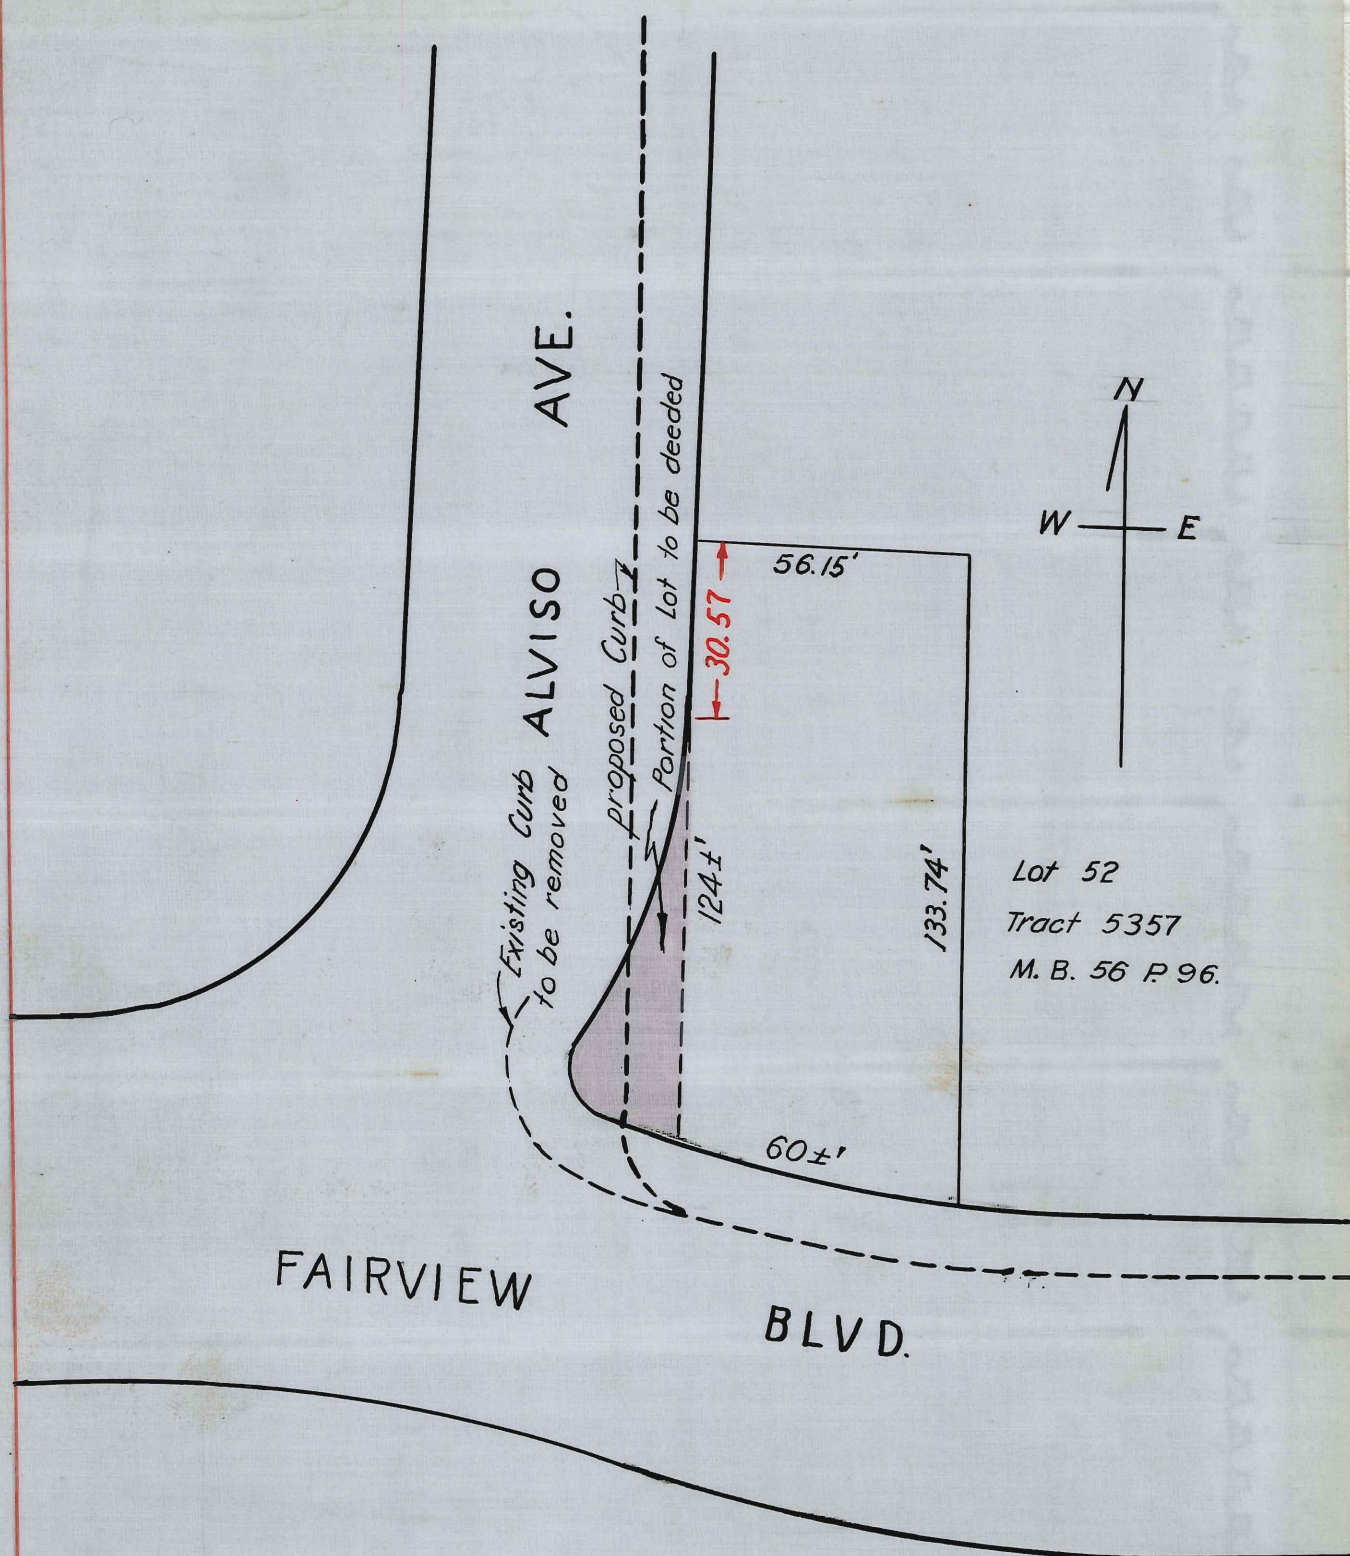 ALVISO AVE.
proposed Curb
Portion of Lot to be deeded
Existing Curb
to be removed
N
W E
56.15'
30.57
124±'
133.74'
60±'
Lot 52
Tract 5357
M. B. 56 P. 96.
FAIRVIEW BLVD.